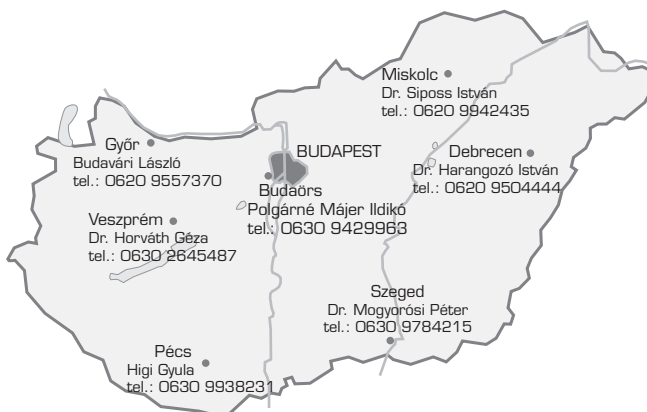 Miskolc
Dr. Siposs István
tel.: 0620 9942435
Győr
Budavári László
tel.: 0620 9557370
BUDAPEST
Debrecen
Dr. Harangozó István
tel.: 0620 9504444
Budaörs
Polgárné Májer Ildikó
tel.: 0630 9429963
Veszprém
Dr. Horváth Géza
tel.: 0630 2645487
Szeged
Dr. Mogyorósi Péter
tel.: 0630 9784215
Pécs
Higi Gyula
tel.: 0630 9938231